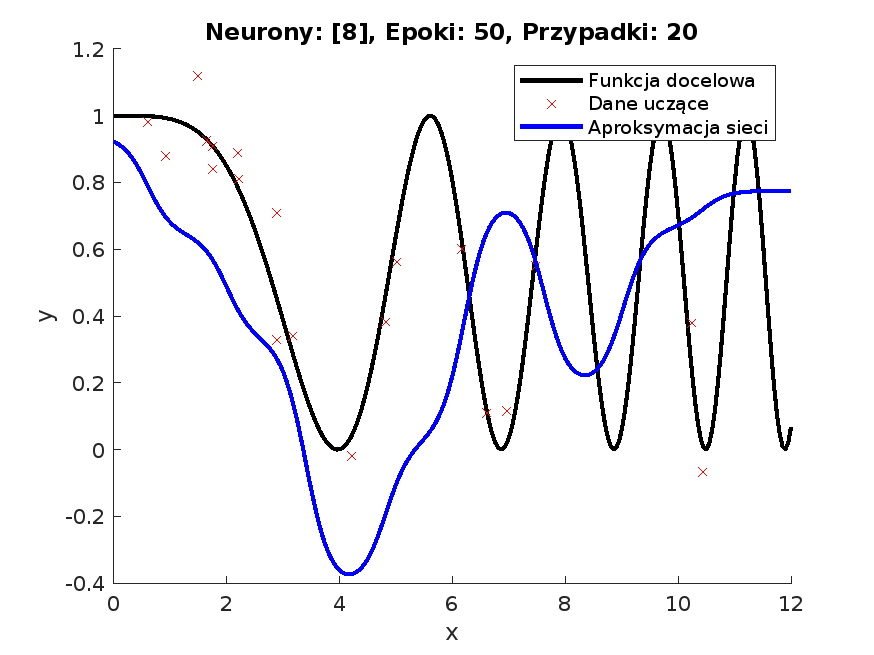 Neurony: [8], Epoki: 50, Przypadki: 20
Funkcja docelowa
Dane uczące
Aproksymacja sieci
1.2
1
0.8
0.6
0.4
0.2
0
-0.2
-0.4
y
0 2 4 6 8 10 12
x